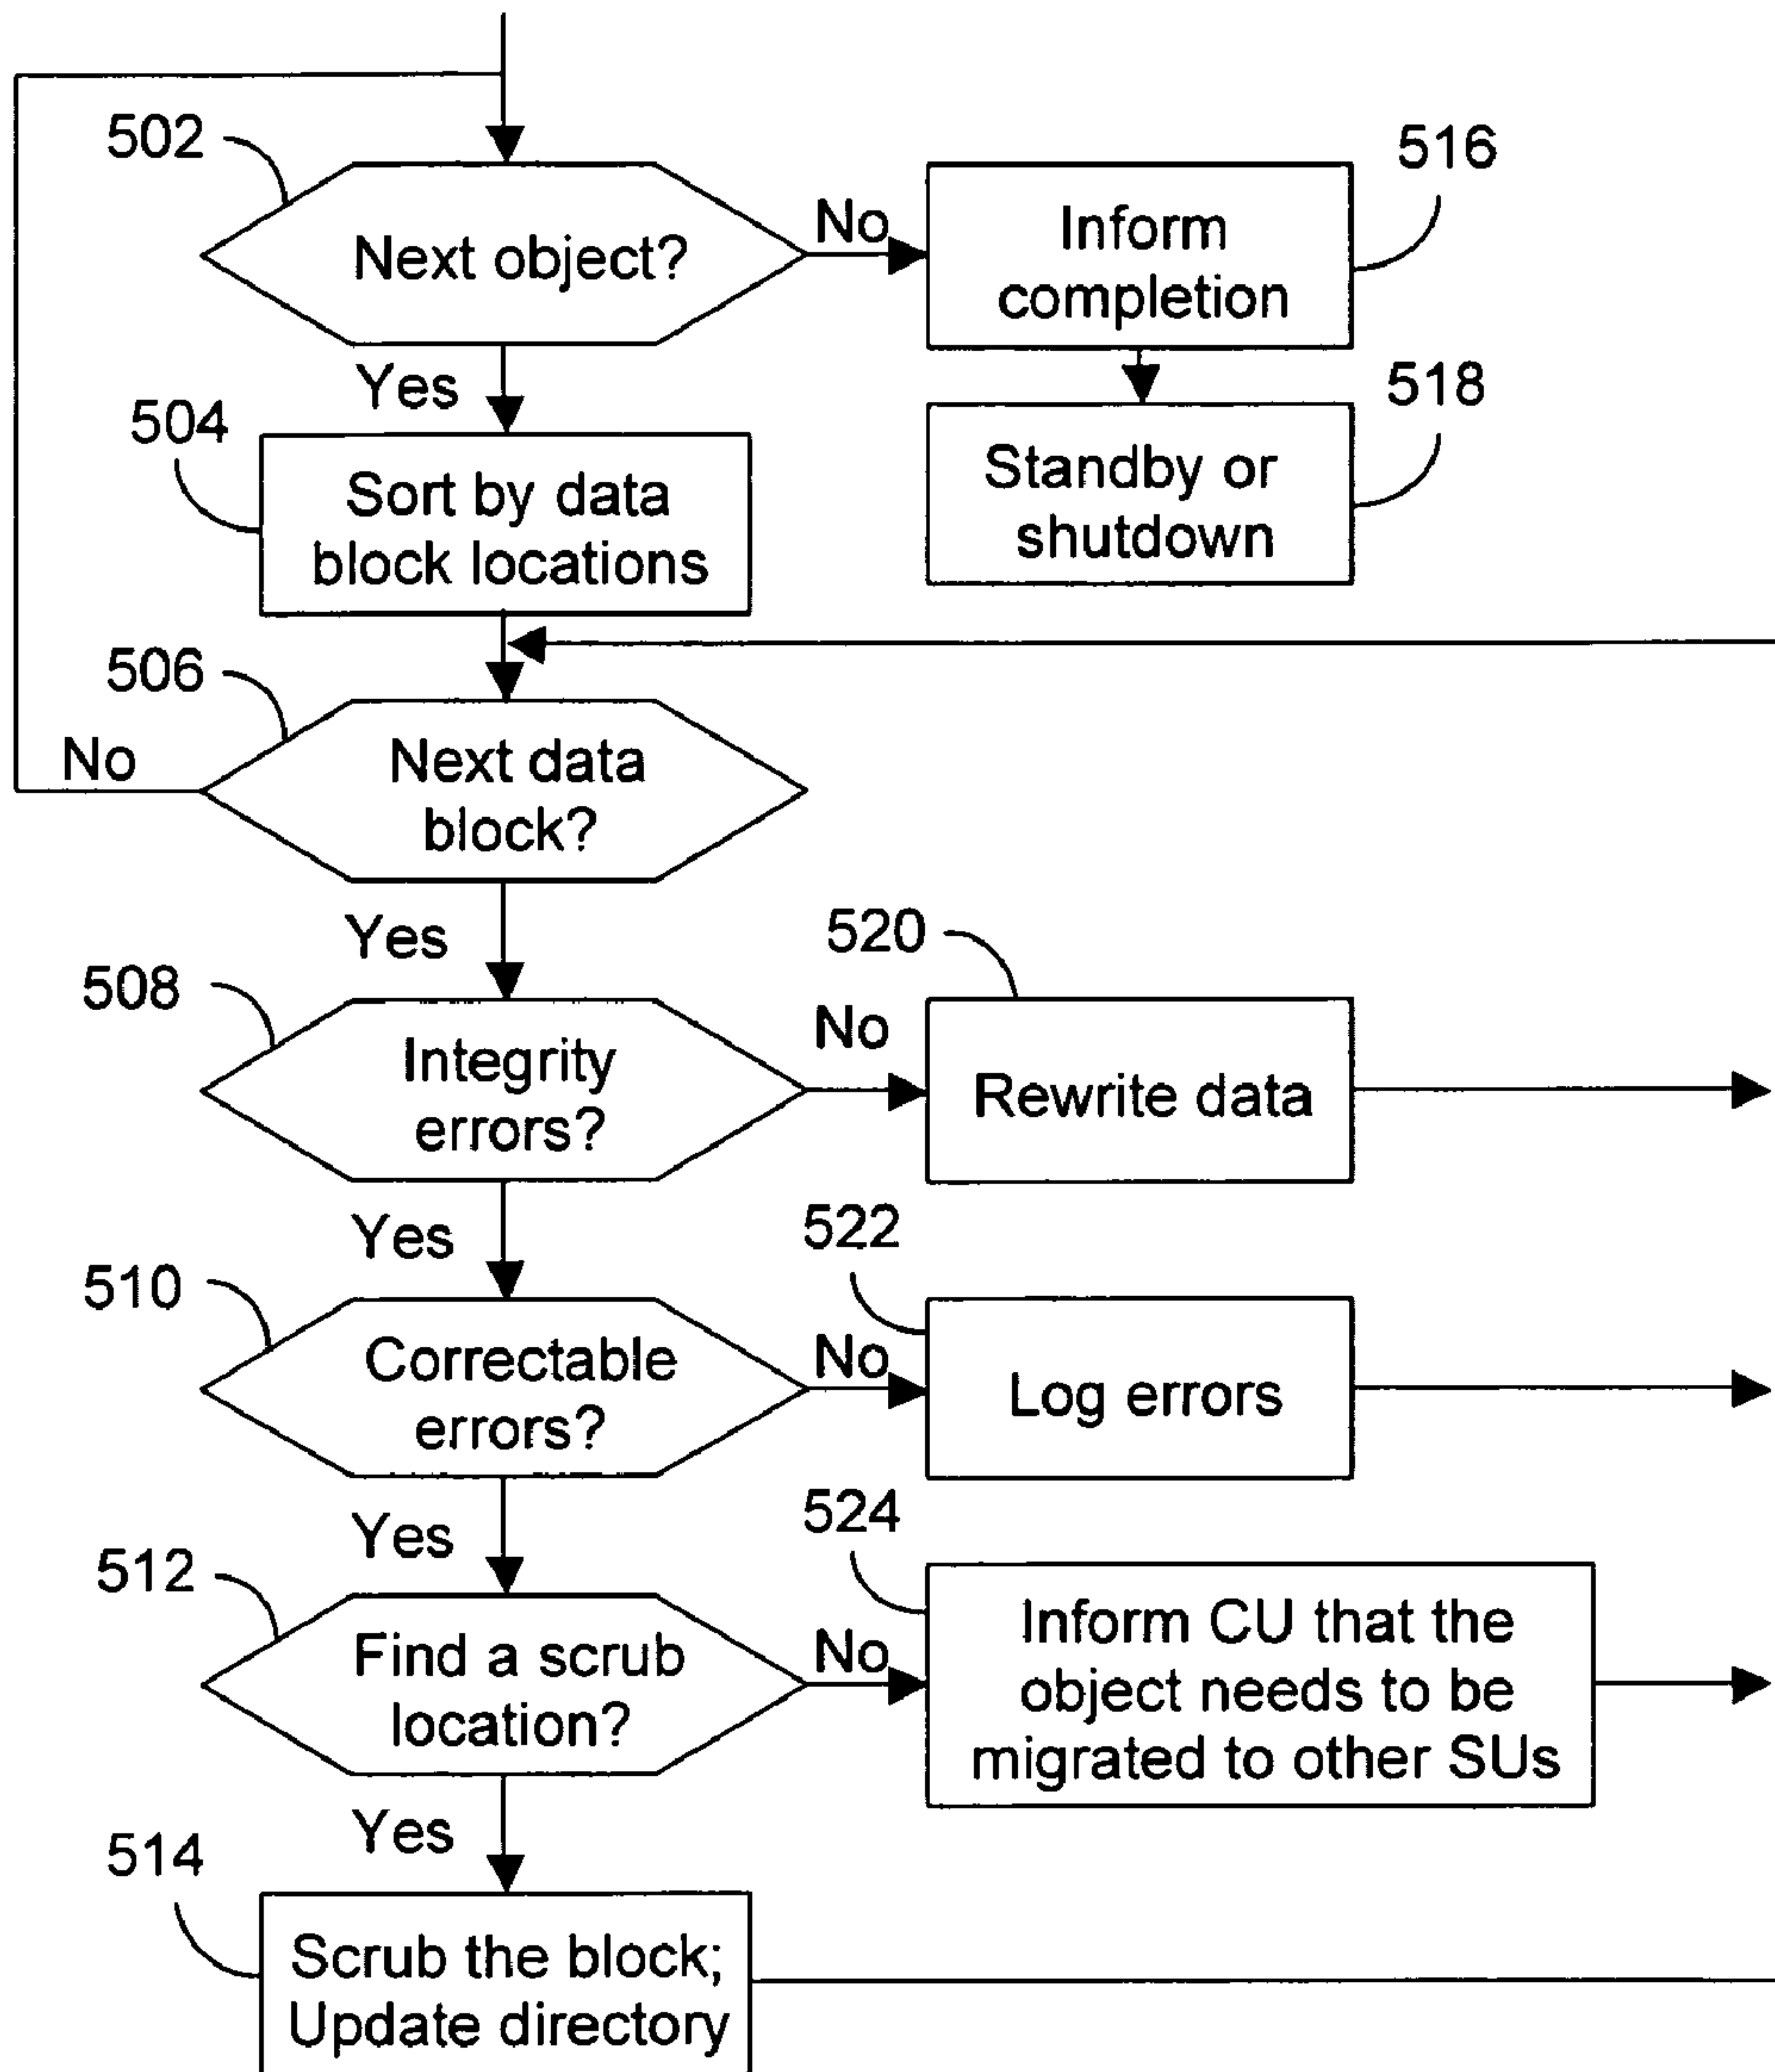 502
Next object?
No
Inform
completion
516
Yes
504
Sort by data
block locations
Standby or
shutdown
518
506
No
Next data
block?
Yes
508
Integrity
errors?
No
520
Rewrite data
Yes
510
Correctable
errors?
No
522
Log errors
Yes
512
Find a scrub
location?
No
524
Inform CU that the
object needs to be
migrated to other SUs
Yes
514
Scrub the block;
Update directory